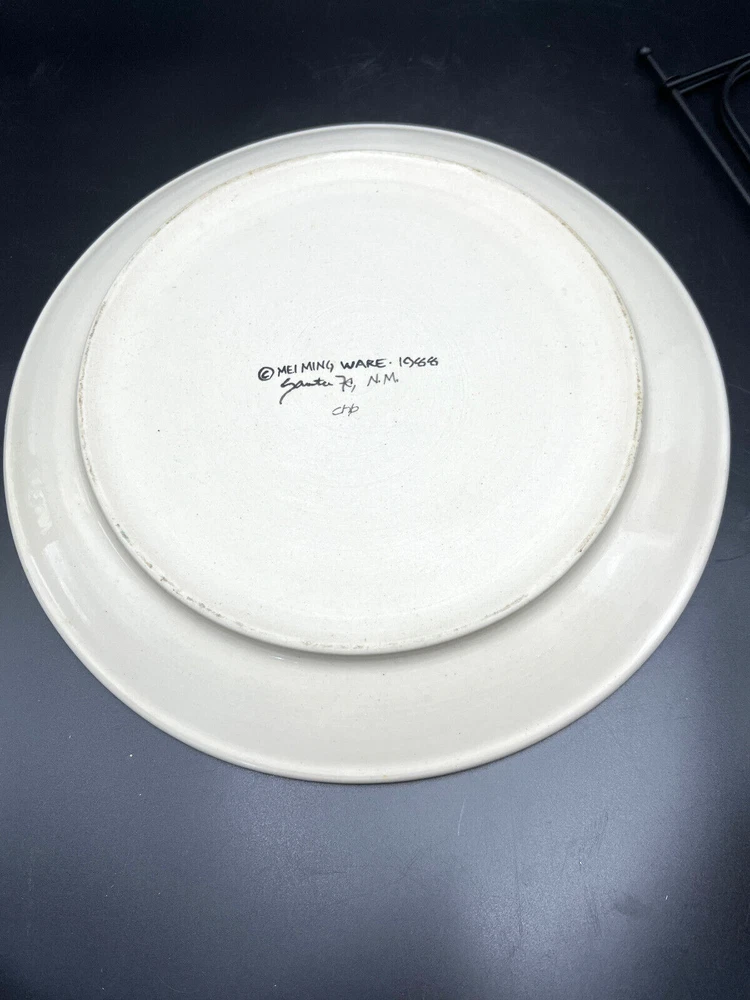 © MEI MING WARE. 1988
Santa Fe, N.M.